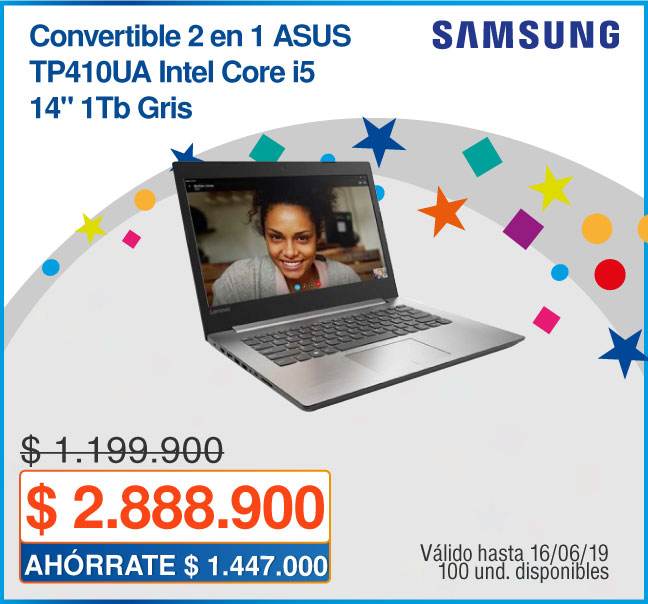 Convertible 2 en 1 ASUS
TP410UA Intel Core i5
14" 1Tb Gris
SAMSUNG
$ 1.199.900
$ 2.888.900
AHÓRRATE $ 1.447.000
Válido hasta 16/06/19
100 und. disponibles